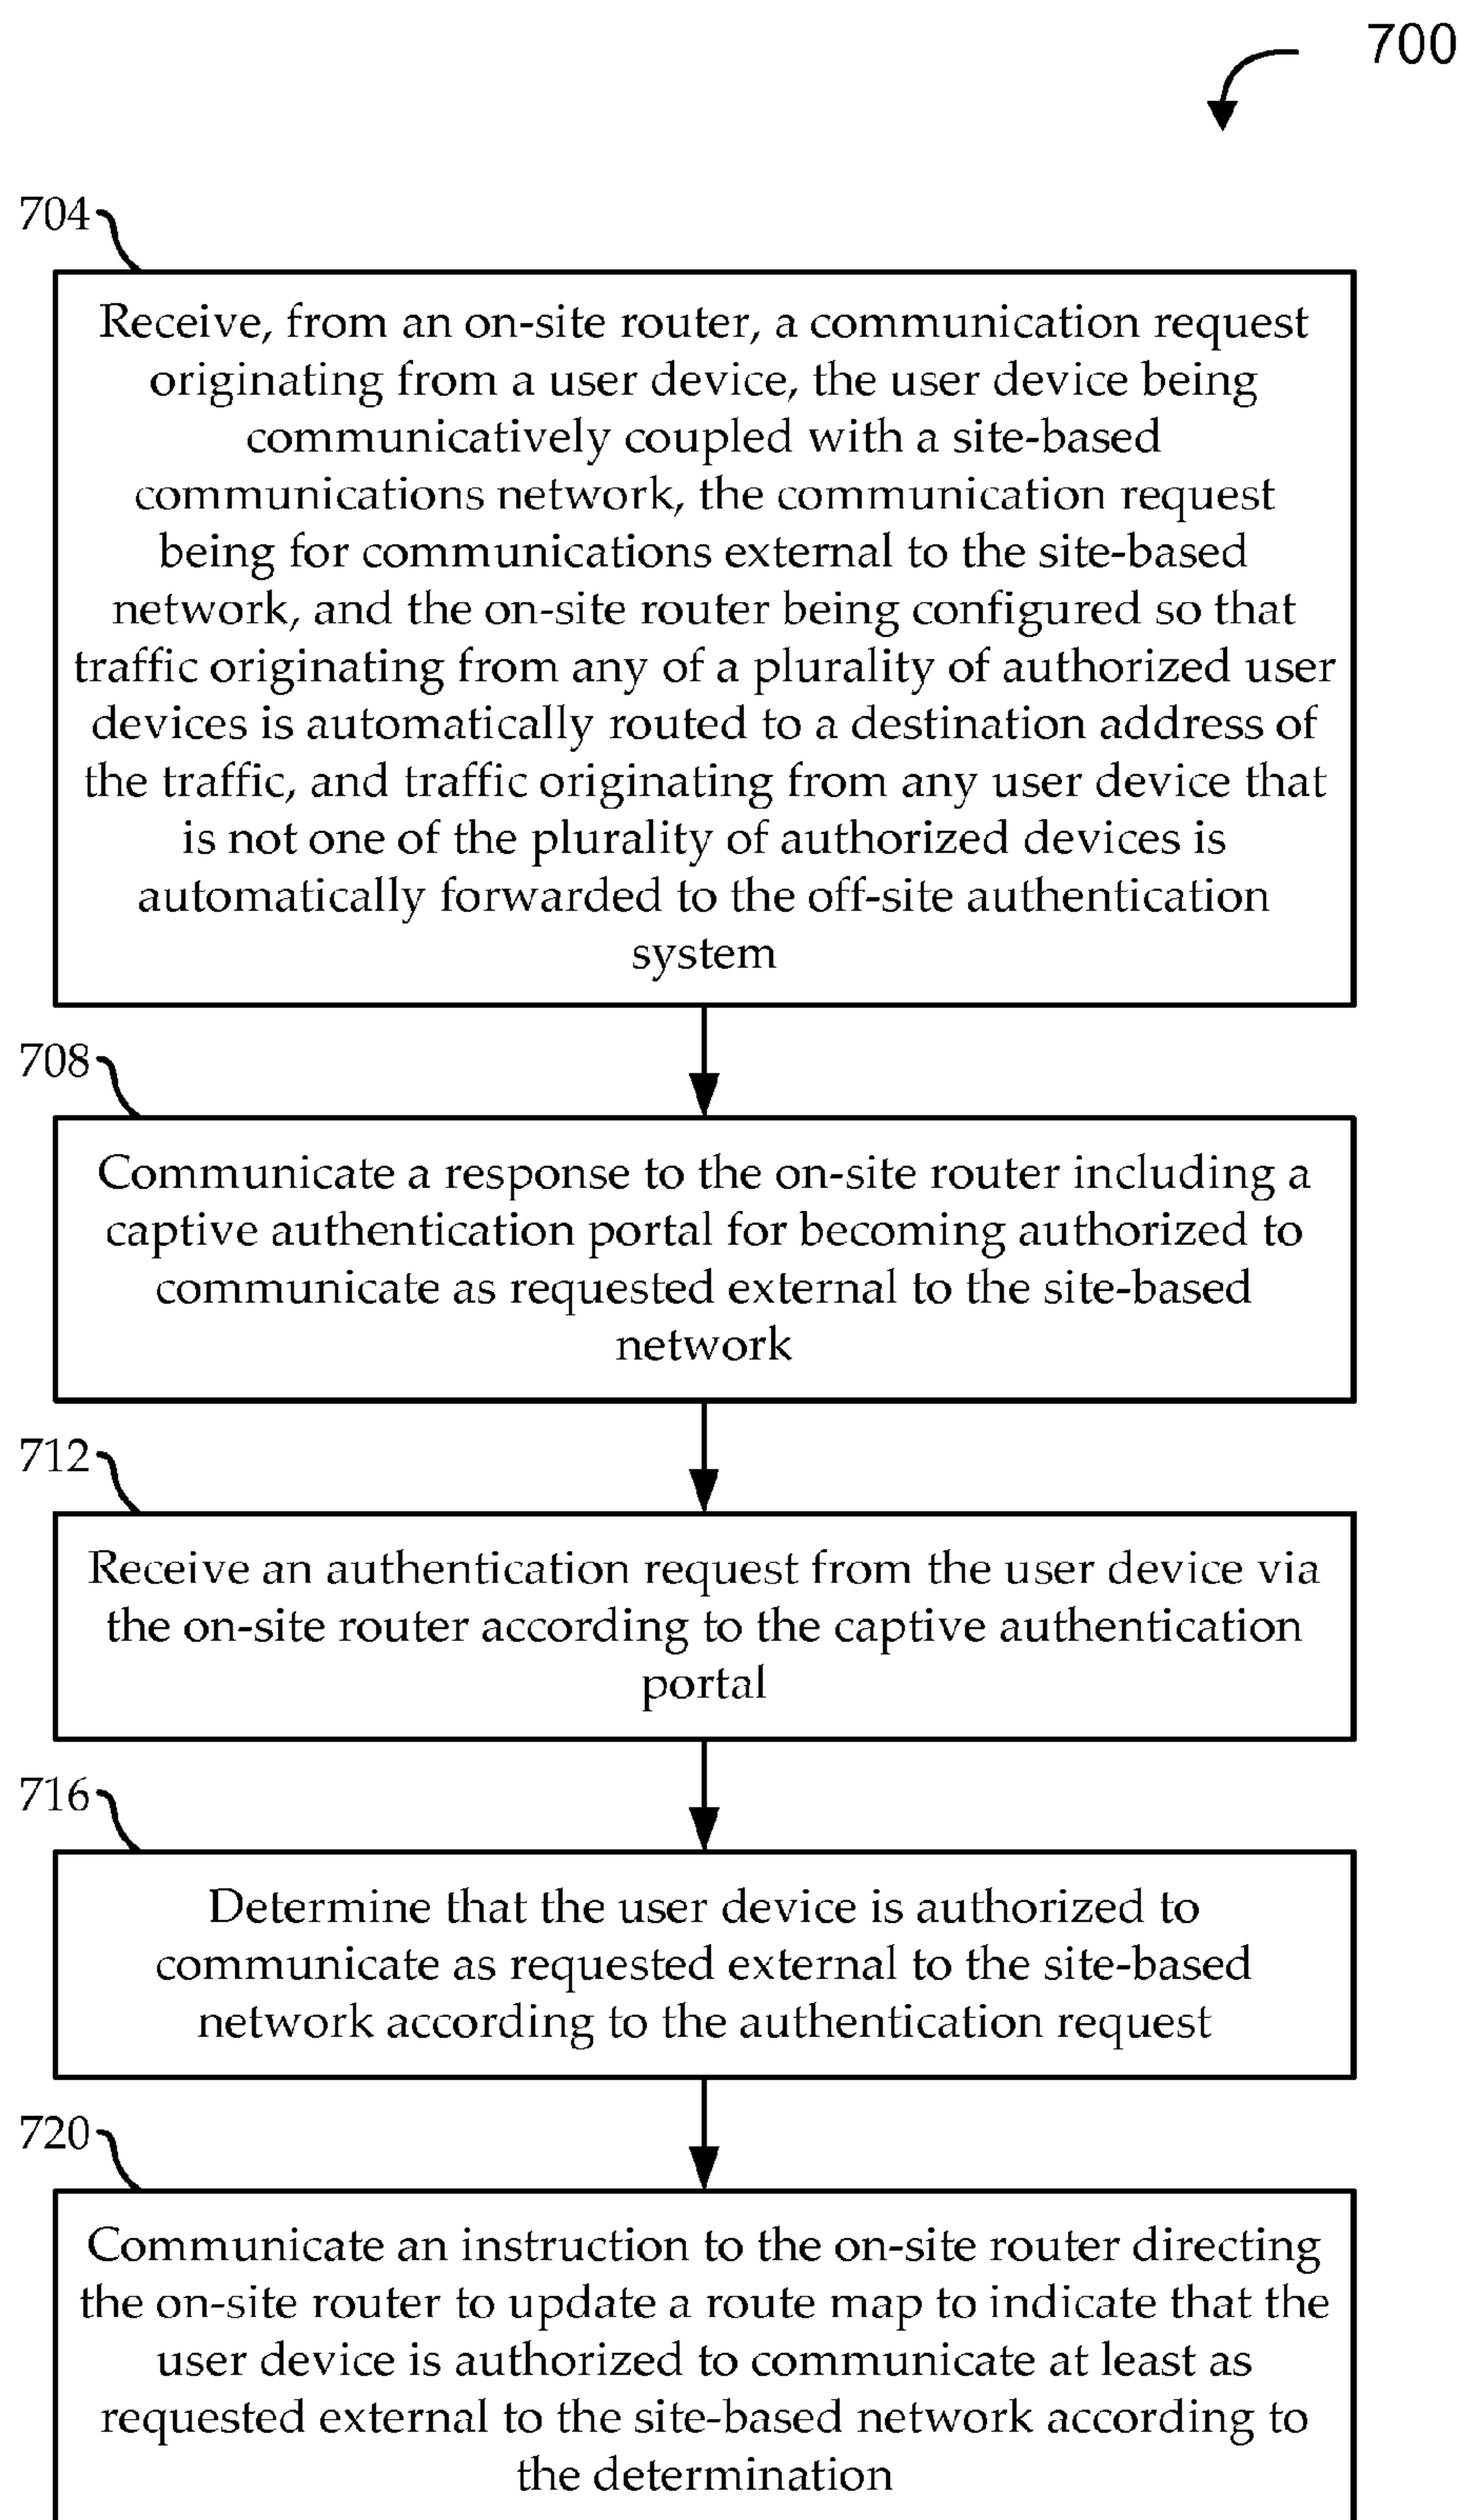 700
704
Receive, from an on-site router, a communication request
originating from a user device, the user device being
communicatively coupled with a site-based
communications network, the communication request
being for communications external to the site-based
network, and the on-site router being configured so that
traffic originating from any of a plurality of authorized user
devices is automatically routed to a destination address of
the traffic, and traffic originating from any user device that
is not one of the plurality of authorized devices is
automatically forwarded to the off-site authentication
system
708
Communicate a response to the on-site router including a
captive authentication portal for becoming authorized to
communicate as requested external to the site-based
network
712
Receive an authentication request from the user device via
the on-site router according to the captive authentication
portal
716
Determine that the user device is authorized to
communicate as requested external to the site-based
network according to the authentication request
720
Communicate an instruction to the on-site router directing
the on-site router to update a route map to indicate that the
user device is authorized to communicate at least as
requested external to the site-based network according to
the determination